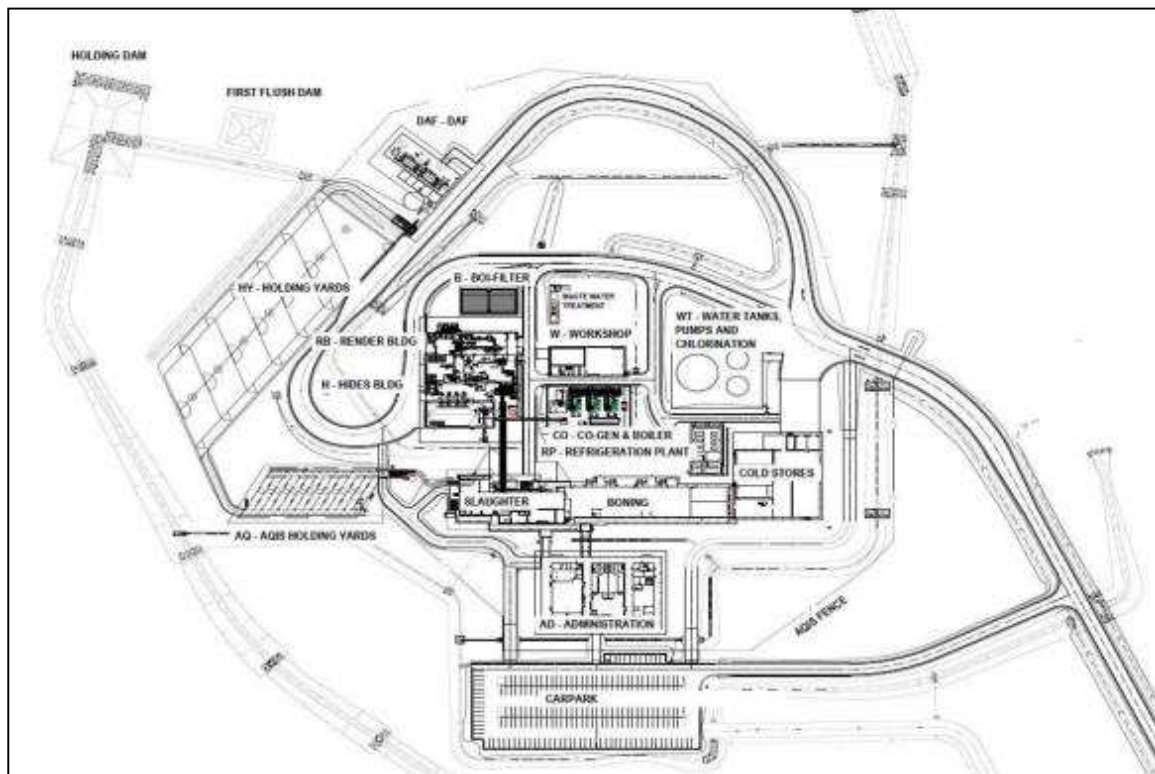 HOLDING DAM
FIRST FLUSH DAM
DAF - DAF
HY - HOLDING YARDS
B - BOI-FILTER
WASTE WATER
TREATMENT
W - WORKSHOP
WT - WATER TANKS,
PUMPS AND
CHLORINATION
RB - RENDER BLDG
H - HIDES BLDG
CO - CO-GEN & BOILER
RP - REFRIGERATION PLANT
COLD STORES
SLAUGHTER
BONING
AQ - AQIS HOLDING YARDS
AD - ADMINISTRATION
AQIS FENCE
CARPARK